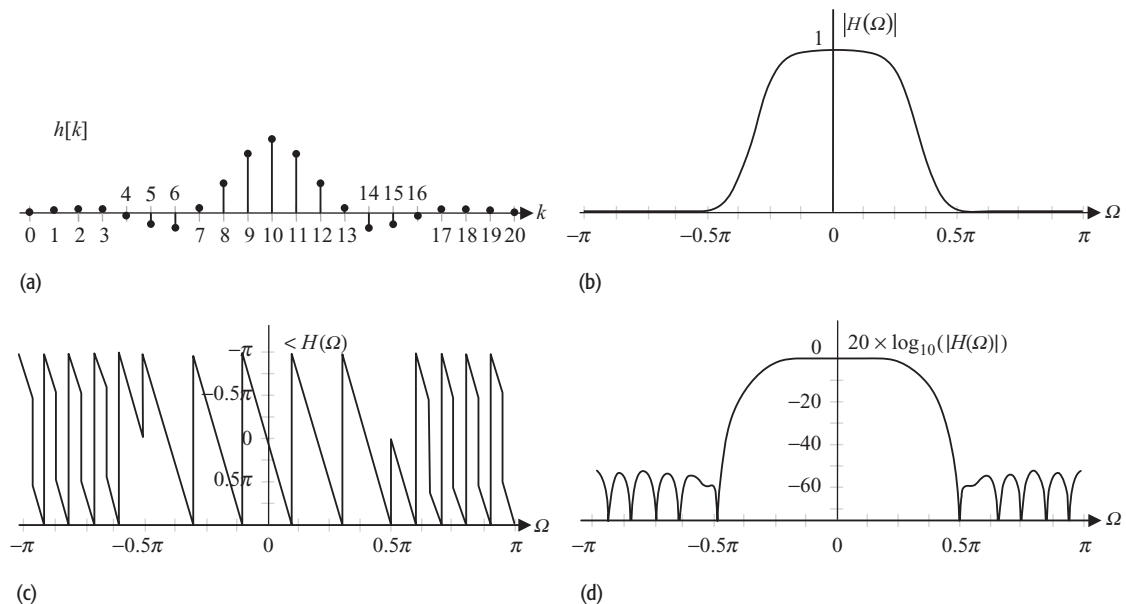 h[k]
4 5 6 14 15 16
k
0 1 2 3 7 8 9 10 11 12 13 17 18 19 20
(a)
|H(Ω)|
1
Ω
−π −0.5π 0 0.5π π
(b)
< H(Ω)
−π
−0.5π
0
0.5π
Ω
−π −0.5π 0 0.5π π
(c)
20 × log10(|H(Ω)|)
0
−20
−40
−60
Ω
−π −0.5π 0 0.5π π
(d)